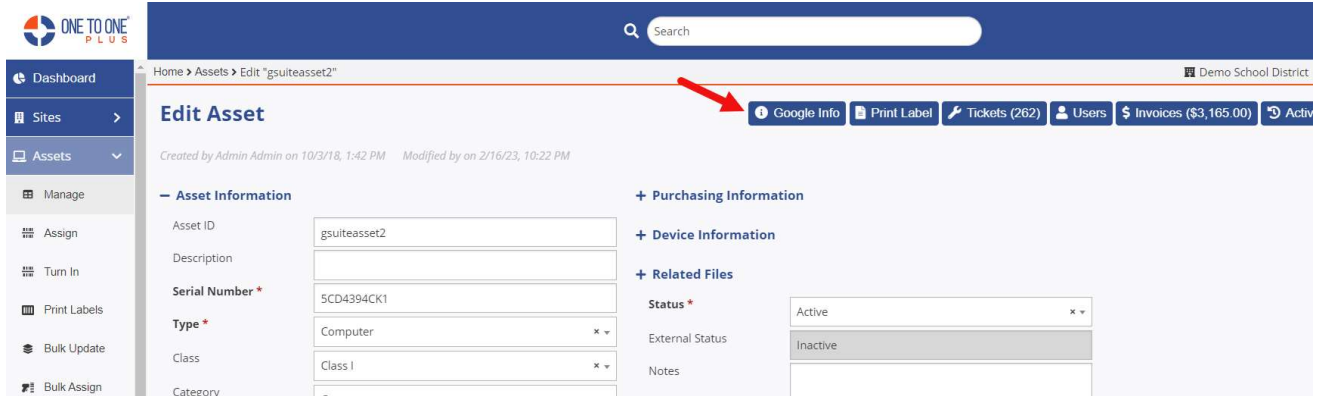 ONE TO ONE®
PLUS
Search
Dashboard
Home > Assets > Edit "gsuiteasset2"
Demo School District
Sites
Edit Asset
Google Info
Print Label
Tickets (262)
Users
$ Invoices ($3,165.00)
Activ
Assets
Created by Admin Admin on 10/3/18, 1:42 PM Modified by on 2/16/23, 10:22 PM
Manage
Assign
Turn In
Print Labels
Bulk Update
Bulk Assign
− Asset Information
Asset ID
gsuiteasset2
Description
Serial Number *
5CD4394CK1
Type *
Computer
Class
Class I
Category
+ Purchasing Information
+ Device Information
+ Related Files
Status *
Active
External Status
Inactive
Notes